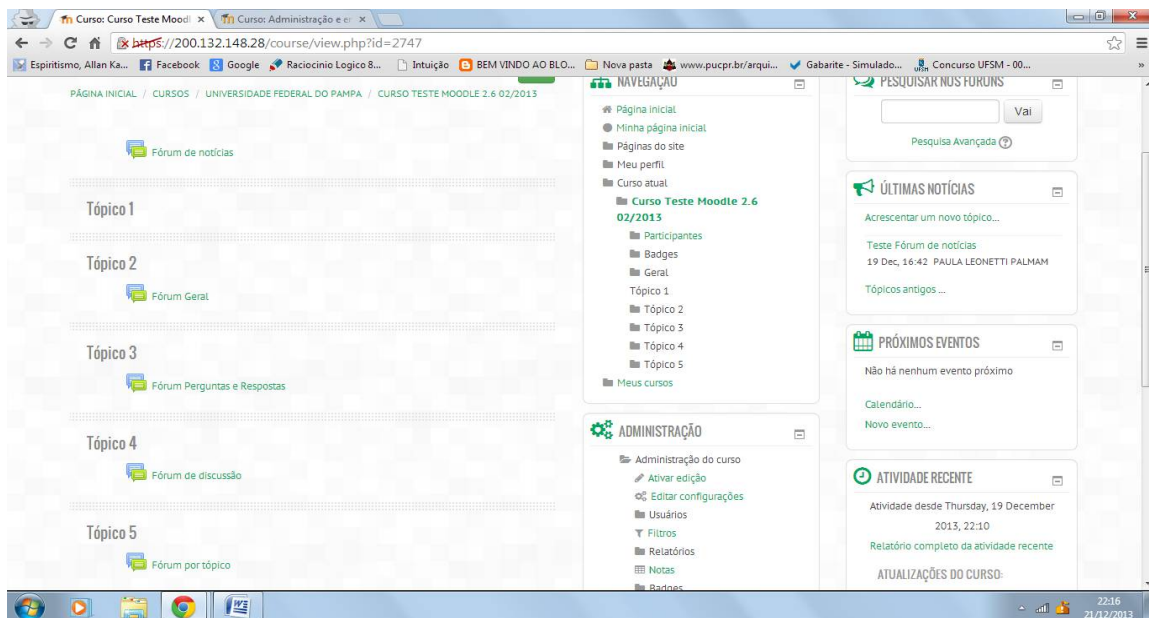 Curso: Curso Teste Mood
Curso: Administração e e
https://200.132.148.28/course/view.php?id=2747
Espiritismo, Allan Ka...
Facebook
Google
Raciocinio Logico 8...
Intuição
BEM VINDO AO BLO...
Nova pasta
www.pucpr.br/arqui...
Gabarite - Simulado...
UFSM
Concurso UFSM - 00...
»
PÁGINA INICIAL / CURSOS / UNIVERSIDADE FEDERAL DO PAMPA / CURSO TESTE MOODLE 2.6 02/2013
Fórum de notícias
Tópico 1
Tópico 2
Fórum Geral
Tópico 3
Fórum Perguntas e Respostas
Tópico 4
Fórum de discussão
Tópico 5
Fórum por tópico
NAVEGAÇÃO
Página inicial
Minha página inicial
Páginas do site
Meu perfil
Curso atual
Curso Teste Moodle 2.6
02/2013
Participantes
Badges
Geral
Tópico 1
Tópico 2
Tópico 3
Tópico 4
Tópico 5
Meus cursos
ADMINISTRAÇÃO
Administração do curso
Ativar edição
Editar configurações
Usuários
Filtros
Relatórios
Notas
Badges
PESQUISAR NOS FÓRUNS
Vai
Pesquisa Avançada ?
ÚLTIMAS NOTÍCIAS
Acrescentar um novo tópico...
Teste Fórum de notícias
19 Dec, 16:42 PAULA LEONETTI PALMAM
Tópicos antigos ...
PRÓXIMOS EVENTOS
Não há nenhum evento próximo
Calendário...
Novo evento...
ATIVIDADE RECENTE
Atividade desde Thursday, 19 December
2013, 22:10
Relatório completo da atividade recente
ATUALIZAÇÕES DO CURSO:
22:16
21/12/2013